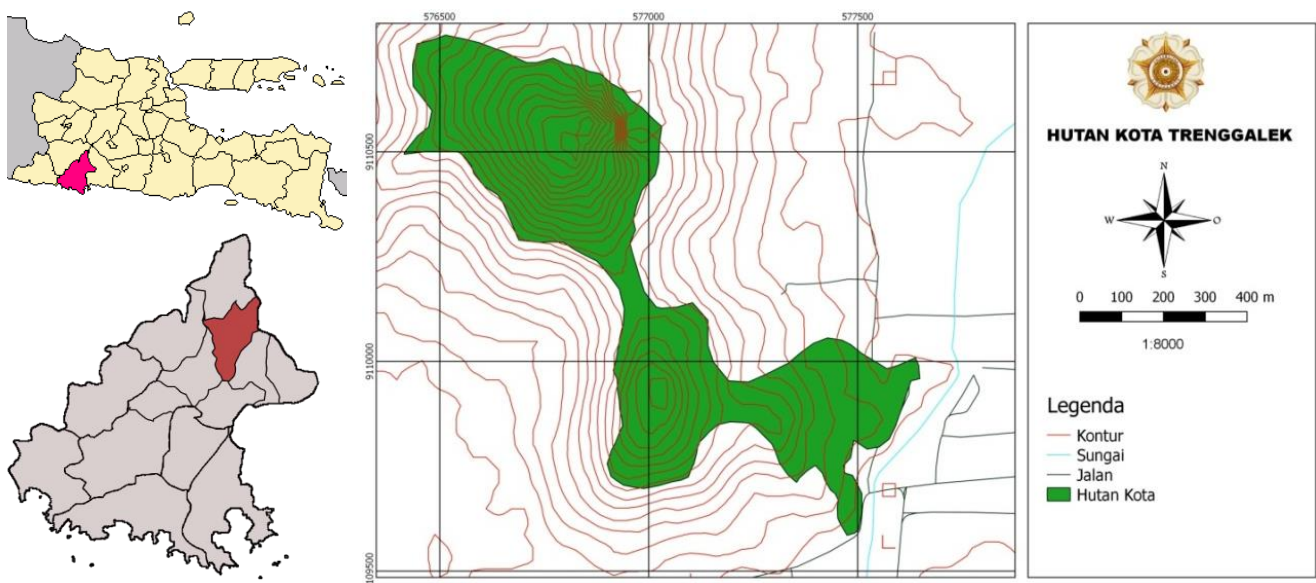 576500 577000 577500
9110500
9110000
9109500
HUTAN KOTA TRENGGALEK
N
W O
S
0 100 200 300 400 m
1:8000
Legenda
Kontur
Sungai
Jalan
Hutan Kota